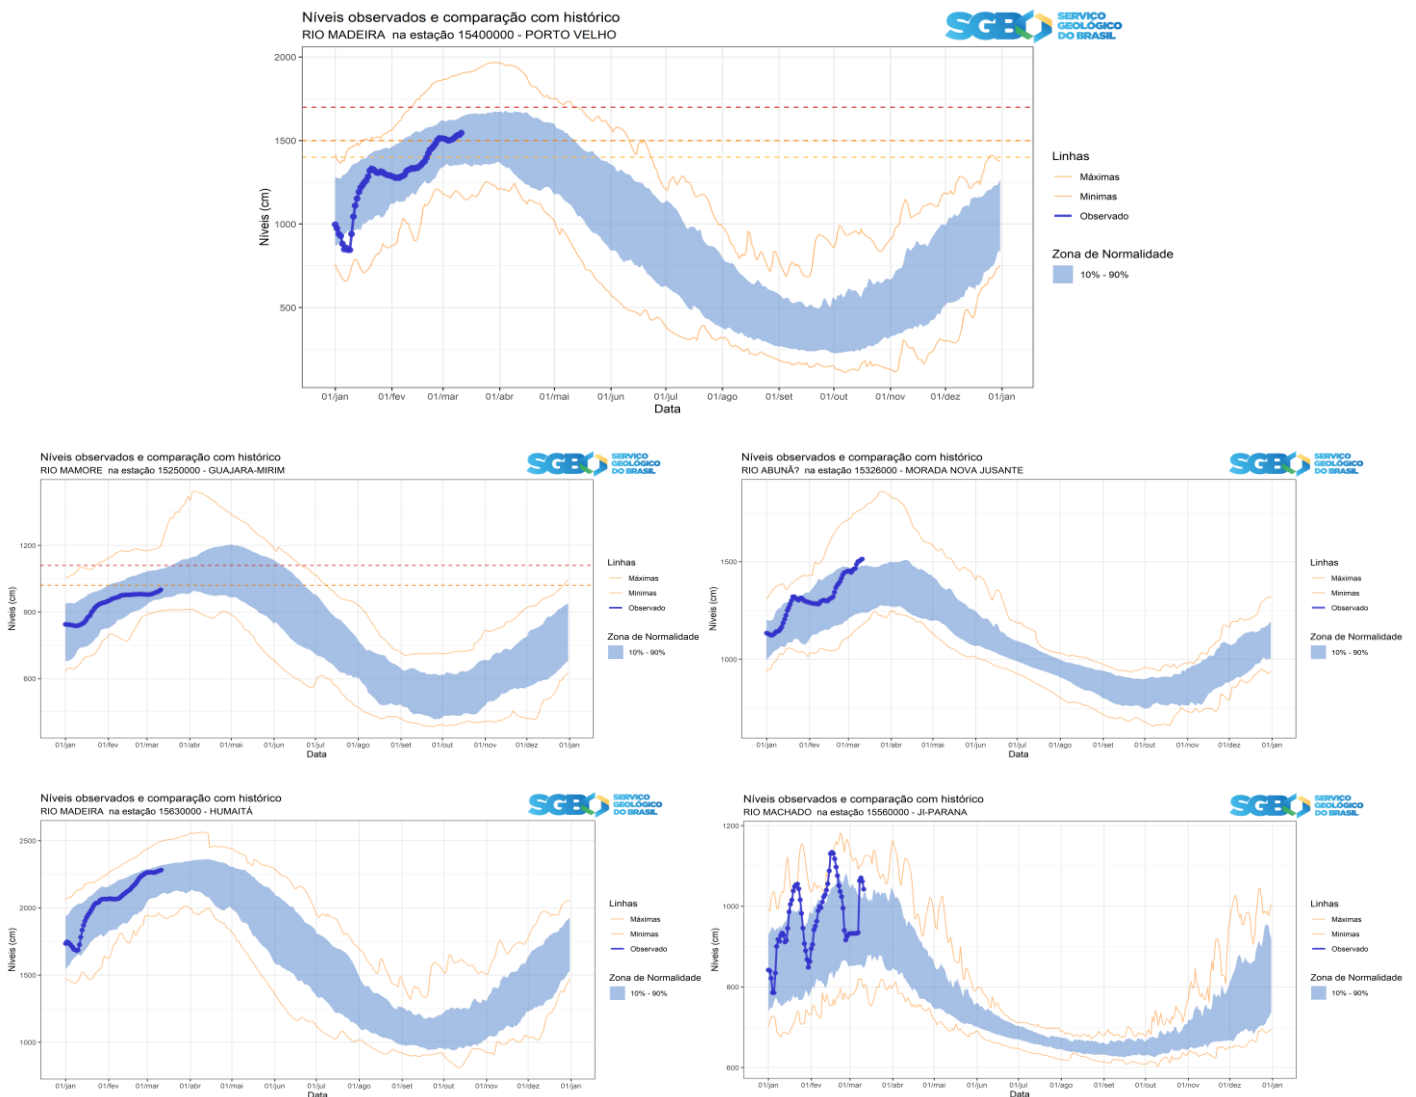 Níveis observados e comparação com histórico
RIO MADEIRA na estação 15400000 - PORTO VELHO
SGB
SERVIÇO
GEOLÓGICO
DO BRASIL
2000
1500
1000
500
Níveis (cm)
01/jan 01/fev 01/mar 01/abr 01/mai 01/jun 01/jul 01/ago 01/set 01/out 01/nov 01/dez 01/jan
Data
Linhas
Máximas
Minimas
Observado
Zona de Normalidade
10% - 90%
Níveis observados e comparação com histórico
RIO MAMORE na estação 15250000 - GUAJARA-MIRIM
SGB
SERVIÇO
GEOLÓGICO
DO BRASIL
1200
900
600
Níveis (cm)
01/jan 01/fev 01/mar 01/abr 01/mai 01/jun 01/jul 01/ago 01/set 01/out 01/nov 01/dez 01/jan
Data
Linhas
Máximas
Minimas
Observado
Zona de Normalidade
10% - 90%
Níveis observados e comparação com histórico
RIO ABUNÃ? na estação 15326000 - MORADA NOVA JUSANTE
SGB
SERVIÇO
GEOLÓGICO
DO BRASIL
1500
1000
Níveis (cm)
01/jan 01/fev 01/mar 01/abr 01/mai 01/jun 01/jul 01/ago 01/set 01/out 01/nov 01/dez 01/jan
Data
Linhas
Máximas
Minimas
Observado
Zona de Normalidade
10% - 90%
Níveis observados e comparação com histórico
RIO MADEIRA na estação 15630000 - HUMAITÁ
SGB
SERVIÇO
GEOLÓGICO
DO BRASIL
2500
2000
1500
1000
Níveis (cm)
01/jan 01/fev 01/mar 01/abr 01/mai 01/jun 01/jul 01/ago 01/set 01/out 01/nov 01/dez 01/jan
Data
Linhas
Máximas
Minimas
Observado
Zona de Normalidade
10% - 90%
Níveis observados e comparação com histórico
RIO MACHADO na estação 15560000 - JI-PARANA
SGB
SERVIÇO
GEOLÓGICO
DO BRASIL
1200
1000
800
600
Níveis (cm)
01/jan 01/fev 01/mar 01/abr 01/mai 01/jun 01/jul 01/ago 01/set 01/out 01/nov 01/dez 01/jan
Data
Linhas
Máximas
Minimas
Observado
Zona de Normalidade
10% - 90%